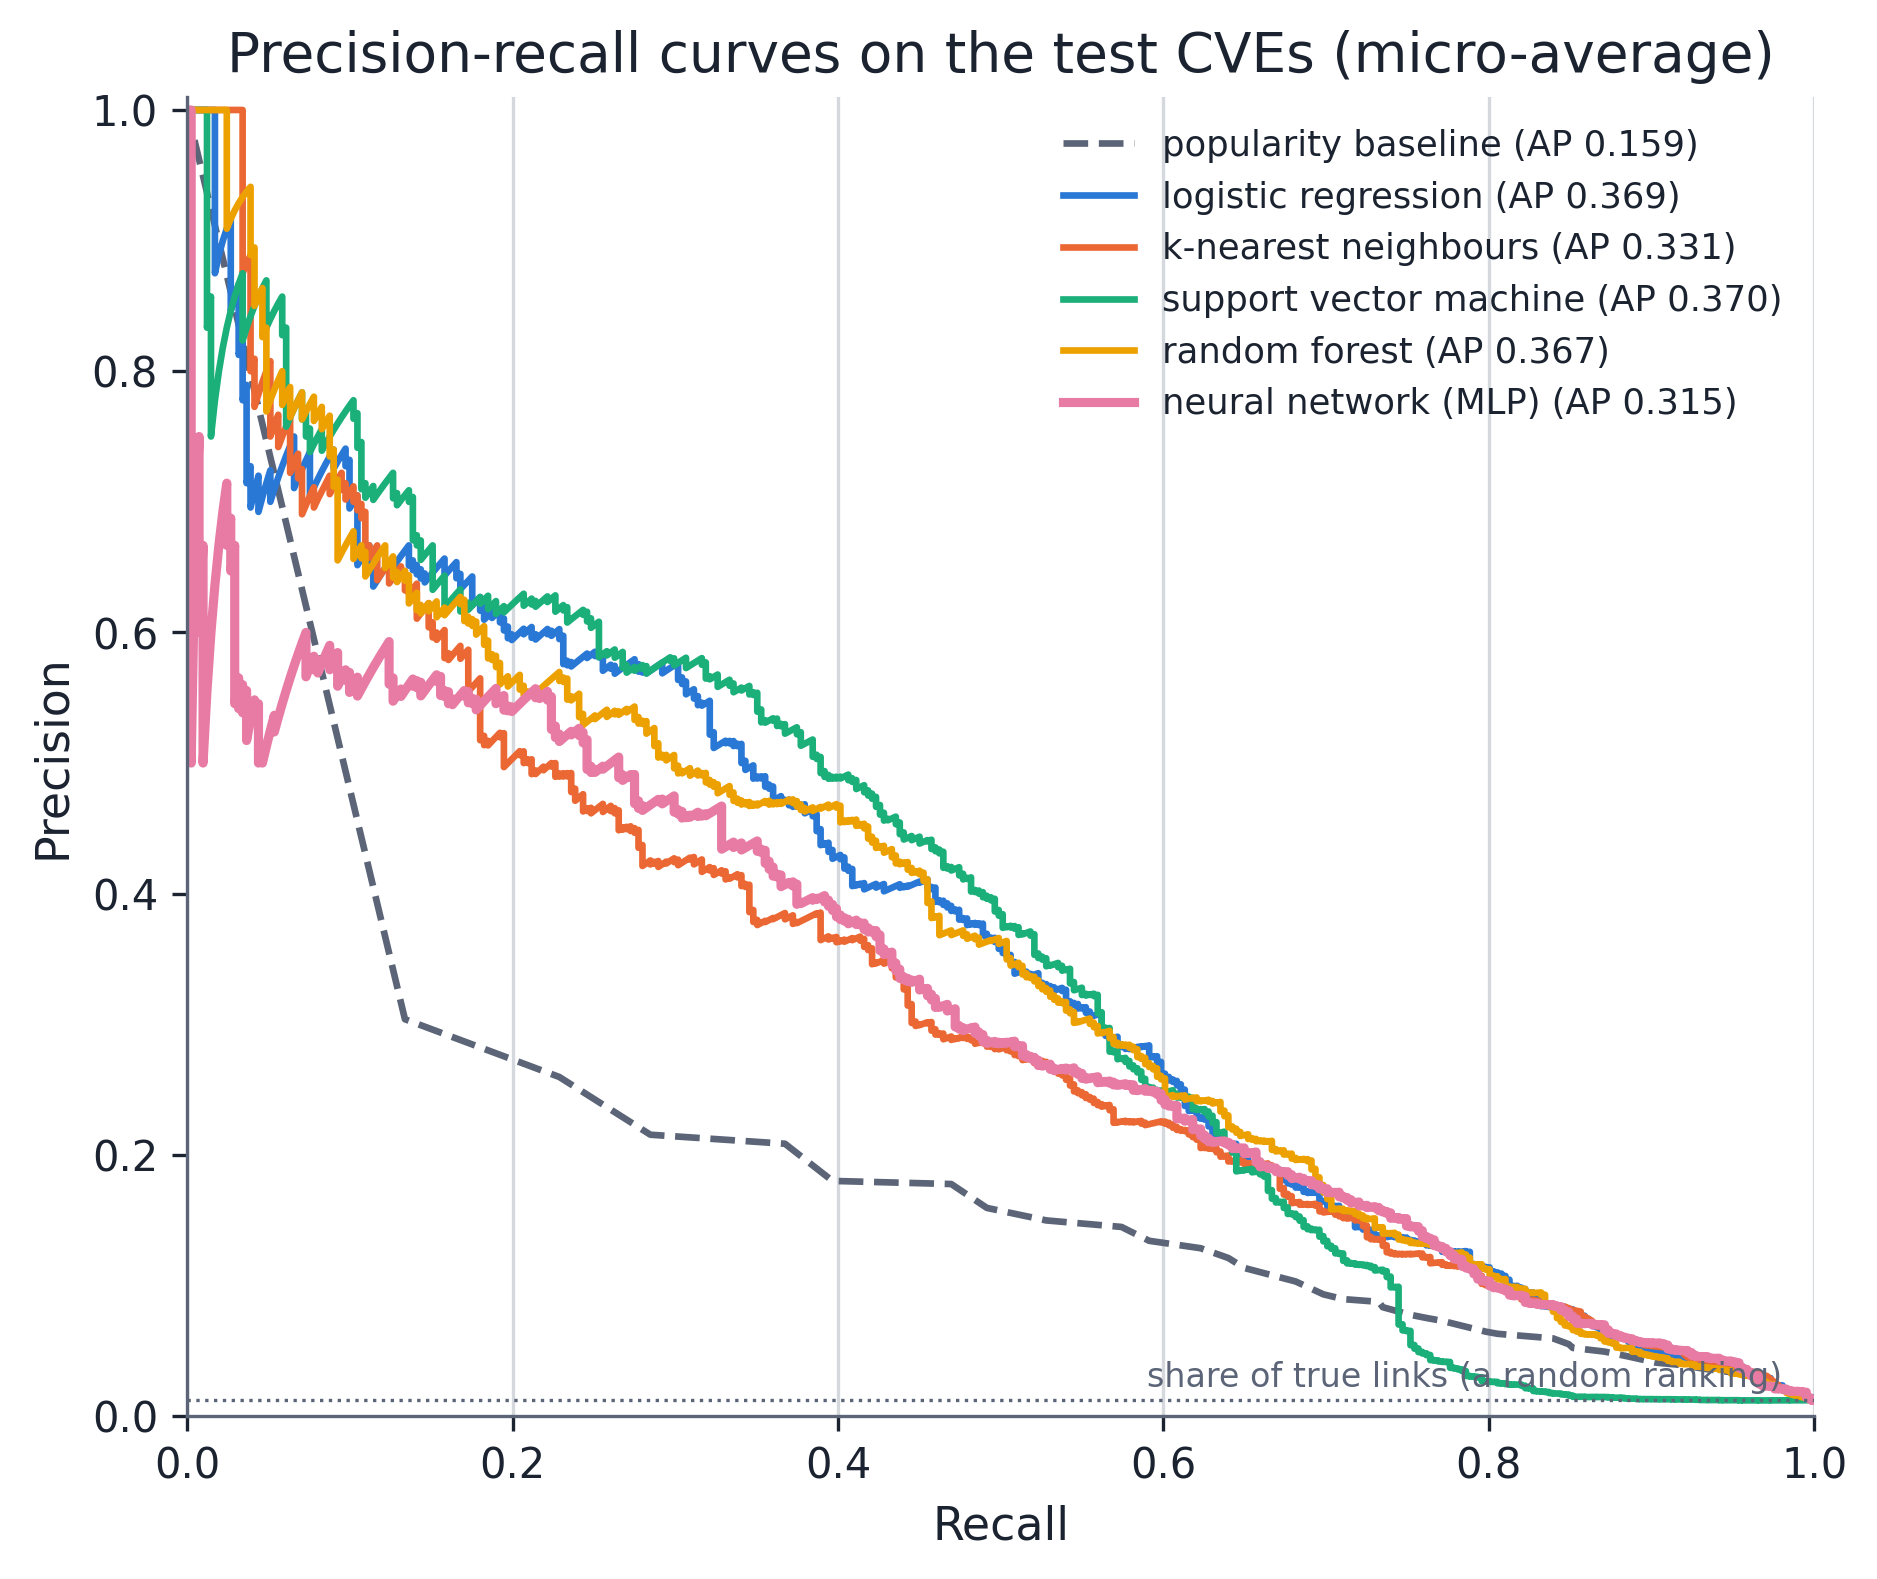 Precision-recall curves on the test CVEs (micro-average)
1.0
0.8
0.6
0.4
0.2
0.0
Precision
popularity baseline (AP 0.159)
logistic regression (AP 0.369)
k-nearest neighbours (AP 0.331)
support vector machine (AP 0.370)
random forest (AP 0.367)
neural network (MLP) (AP 0.315)
share of true links (a random ranking)
0.0 0.2 0.4 0.6 0.8 1.0
Recall